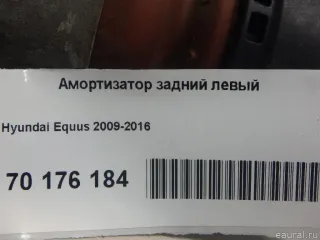 Амортизатор задний левый
Hyundai Equus 2009-2016
70 176 184
eaural.ru